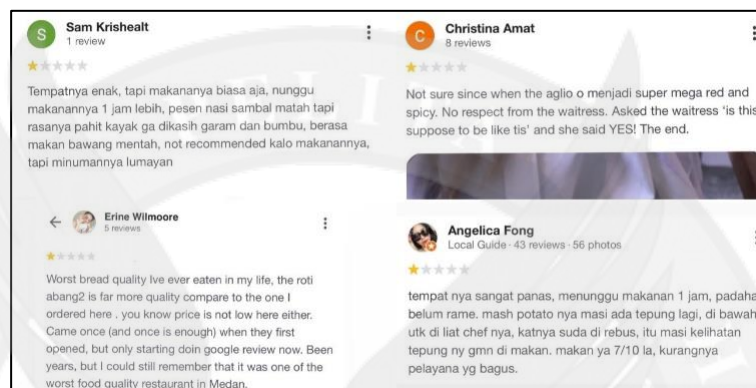 Sam Krishealt
1 review
Tempatnya enak, tapi makananya biasa aja, nunggu
makanannya 1 jam lebih, pesen nasi sambal matah tapi
rasanya pahit kayak ga dikasih garam dan bumbu, berasa
makan bawang mentah, not recommended kalo makanannya,
tapi minumannya lumayan
Erine Wilmoore
5 reviews
Worst bread quality Ive ever eaten in my life, the roti
abang2 is far more quality compare to the one I
ordered here . you know price is not low here either.
Came once (and once is enough) when they first
opened, but only starting doin google review now. Been
years, but I could still remember that it was one of the
worst food quality restaurant in Medan.
Christina Amat
8 reviews
Not sure since when the aglio o menjadi super mega red and
spicy. No respect from the waitress. Asked the waitress ‘is this
suppose to be like tis’ and she said YES! The end.
Angelica Fong
Local Guide · 43 reviews · 56 photos
tempat nya sangat panas, menunggu makanan 1 jam, padaha
belum rame. mash potato nya masi ada tepung lagi, di bawah
utk di liat chef nya, katnya suda di rebus, itu masi kelihatan
tepung ny gmn di makan. makan ya 7/10 la, kurangnya
pelayana yg bagus.